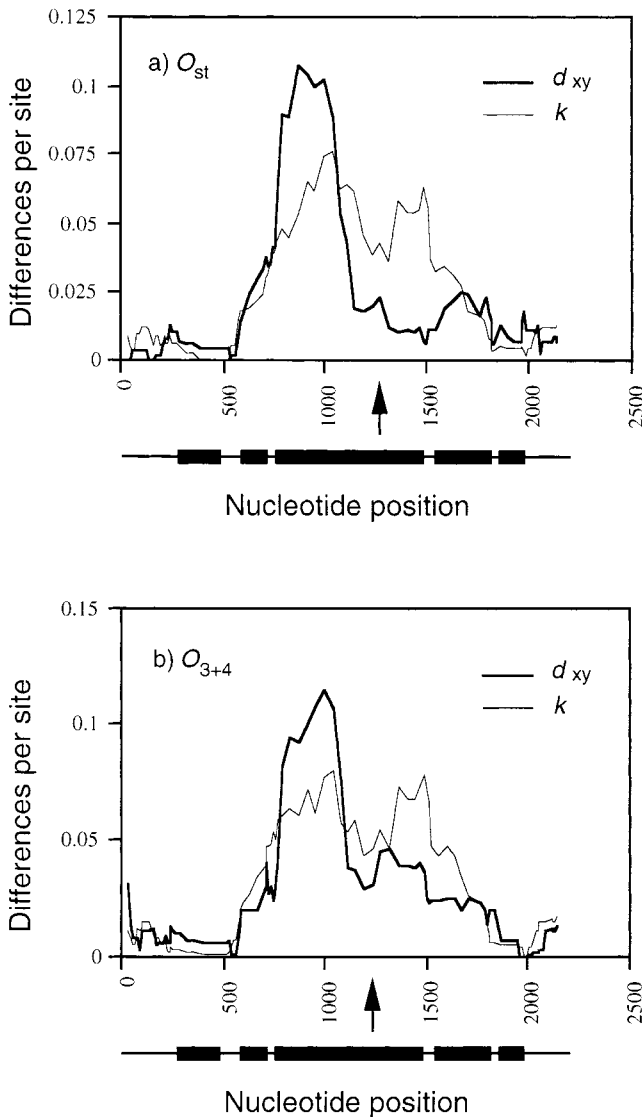 0.125
0.1
0.075
0.05
0.025
0
Differences per site
a) Ost
d xy
k
0
500
1000
1500
2000
2500
Nucleotide position
0.15
0.1
0.05
0
Differences per site
b) O3+4
d xy
k
0
500
1000
1500
2000
2500
Nucleotide position